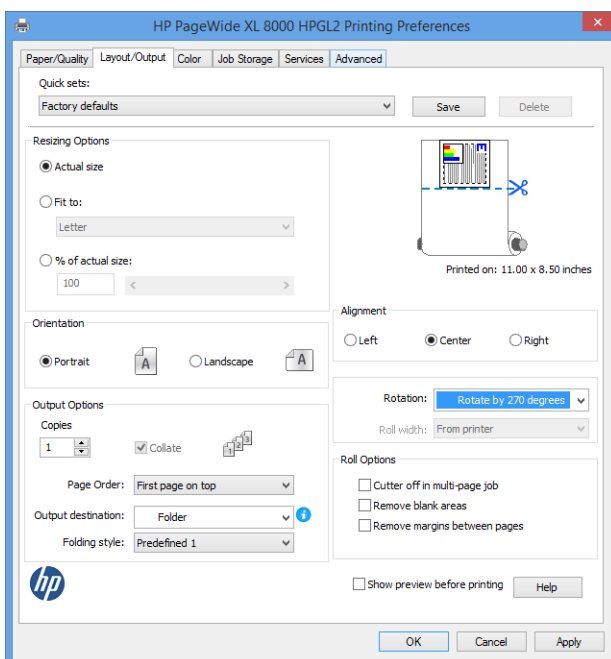 HP PageWide XL 8000 HPGL2 Printing Preferences
Paper/Quality Layout/Output Color Job Storage Services Advanced
Quick sets:
Factory defaults Save Delete
Resizing Options
Actual size
Fit to:
Letter
% of actual size:
100
E
Printed on: 11.00 x 8.50 inches
Orientation
Portrait A Landscape A
Alignment
Left Center Right
Rotation: Rotate by 270 degrees
Roll width: From printer
Output Options
Copies
1 Collate 1 2 3
Page Order: First page on top
Output destination: Folder i
Folding style: Predefined 1
Roll Options
Cutter off in multi-page job
Remove blank areas
Remove margins between pages
hp
Show preview before printing Help
OK Cancel Apply